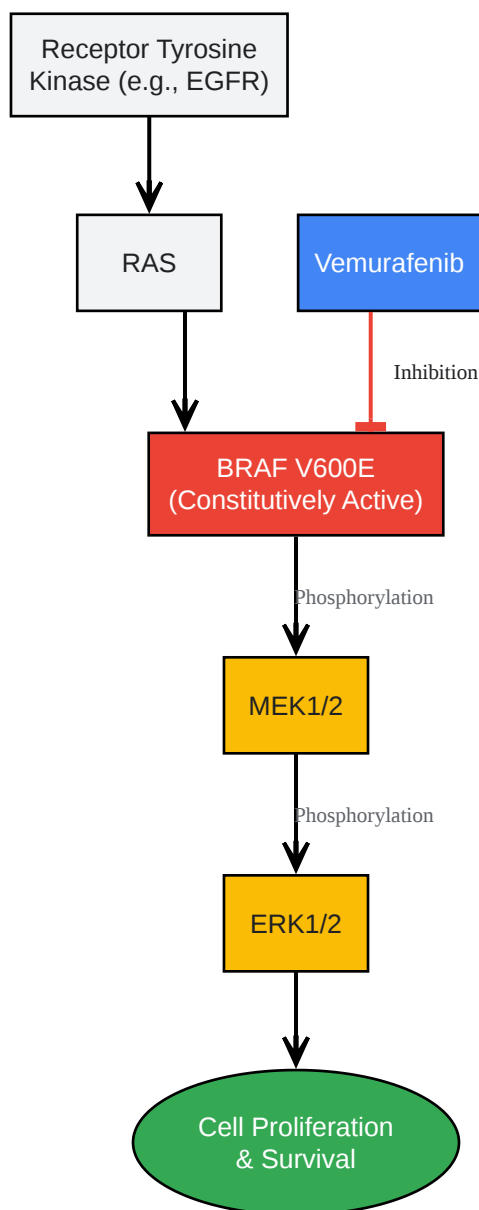 Receptor Tyrosine
Kinase (e.g., EGFR)
RAS
Vemurafenib
Inhibition
BRAF V600E
(Constitutively Active)
Phosphorylation
MEK1/2
Phosphorylation
ERK1/2
Cell Proliferation
& Survival